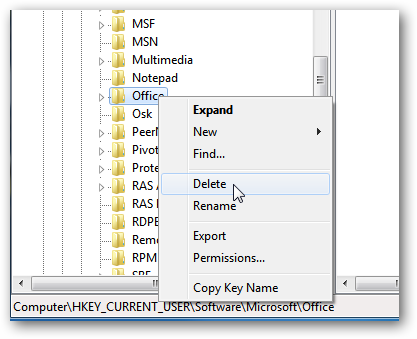 MSF
MSN
Multimedia
Notepad
Office
Osk
PeerN
Pivot
Prote
RAS A
RAS
RDPE
Remo
RPM
Expand
New
Find...
Delete
Rename
Export
Permissions...
Copy Key Name
Computer\HKEY_CURRENT_USER\Software\Microsoft\Office